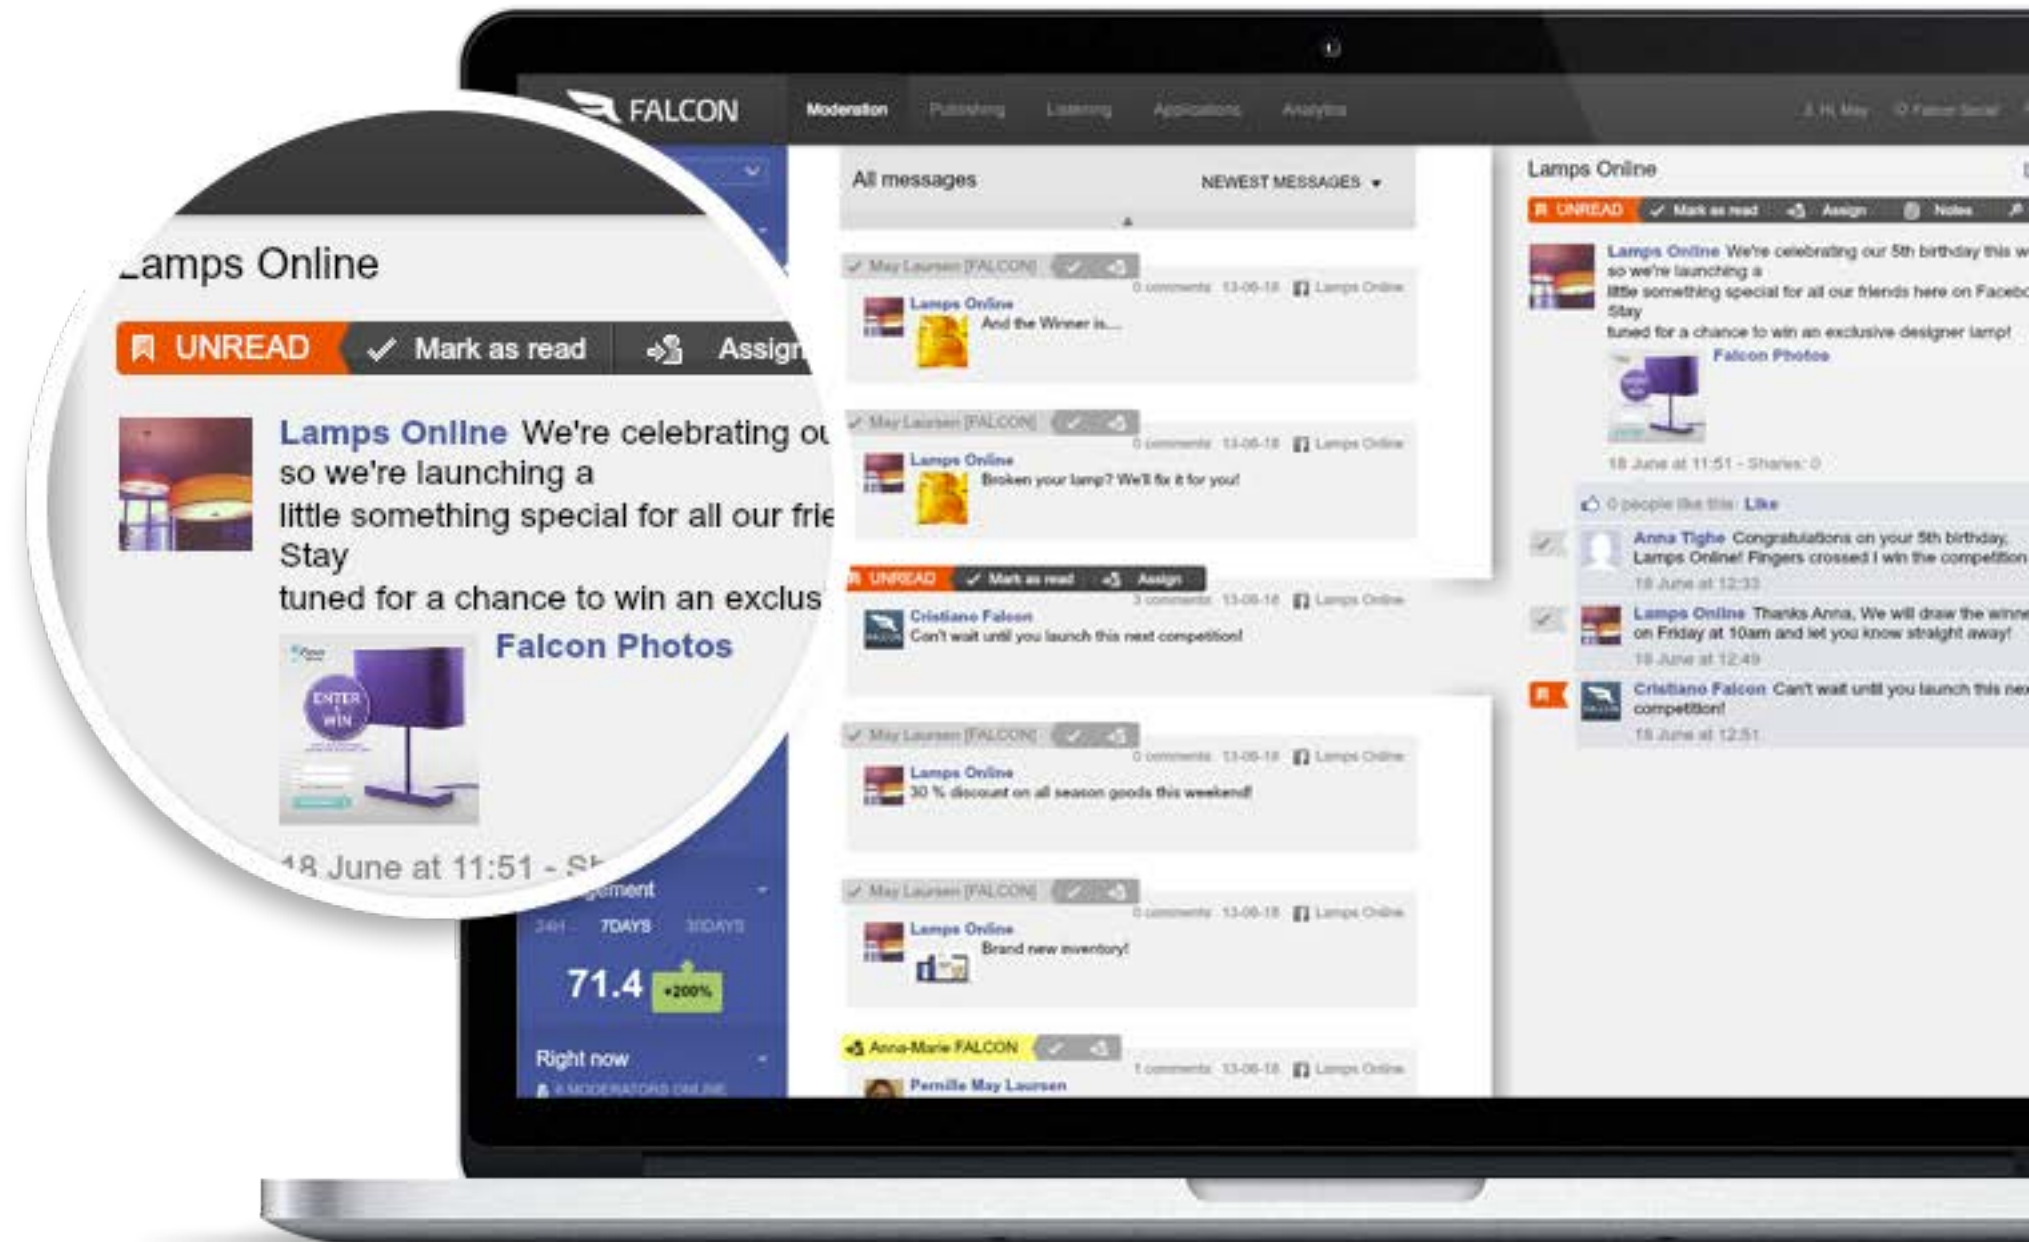 FALCON
Moderation Publishing Listening Applications Analytics Hi, May Falcon Social
Lamps Online
UNREAD Mark as read Assign
Lamps Online We're celebrating
so we're launching a
little something special for all our
Stay
tuned for a chance to win an
Falcon Photos
ENTER
WIN
18 June at 11:51 -
24H 7DAYS 30DAYS
71.4 +200%
Right now
6 MODERATORS ONLINE
All messages NEWEST MESSAGES
May Laursen [FALCON]
0 comments 13-06-18 Lamps Online
Lamps Online
And the Winner is....
May Laursen [FALCON]
0 comments 13-06-18 Lamps Online
Lamps Online
Broken your lamp? We'll fix it for you!
UNREAD Mark as read Assign
3 comments 13-06-18 Lamps Online
Cristiano Falcon
Can't wait until you launch this next competition!
May Laursen [FALCON]
0 comments 13-06-18 Lamps Online
Lamps Online
30 % discount on all season goods this weekend!
May Laursen [FALCON]
0 comments 13-06-18 Lamps Online
Lamps Online
Brand new inventory!
Anna-Marie FALCON
1 comments 13-06-18 Lamps Online
Pernille May Laursen
Lamps Online
UNREAD Mark as read Assign Notes
Lamps Online We're celebrating our 5th birthday this
so we're launching a
little something special for all our friends here on
Stay
tuned for a chance to win an exclusive designer lamp!
Falcon Photos
18 June at 11:51 - Shares: 0
0 people like this Like
Anna Tighe Congratulations on your 5th birthday,
Lamps Online! Fingers crossed I win the competition
18 June at 12:33
Lamps Online Thanks Anna, We will draw the
on Friday at 10am and let you know straight away!
18 June at 12:49
Cristiano Falcon Can't wait until you launch this
competition!
18 June at 12:51